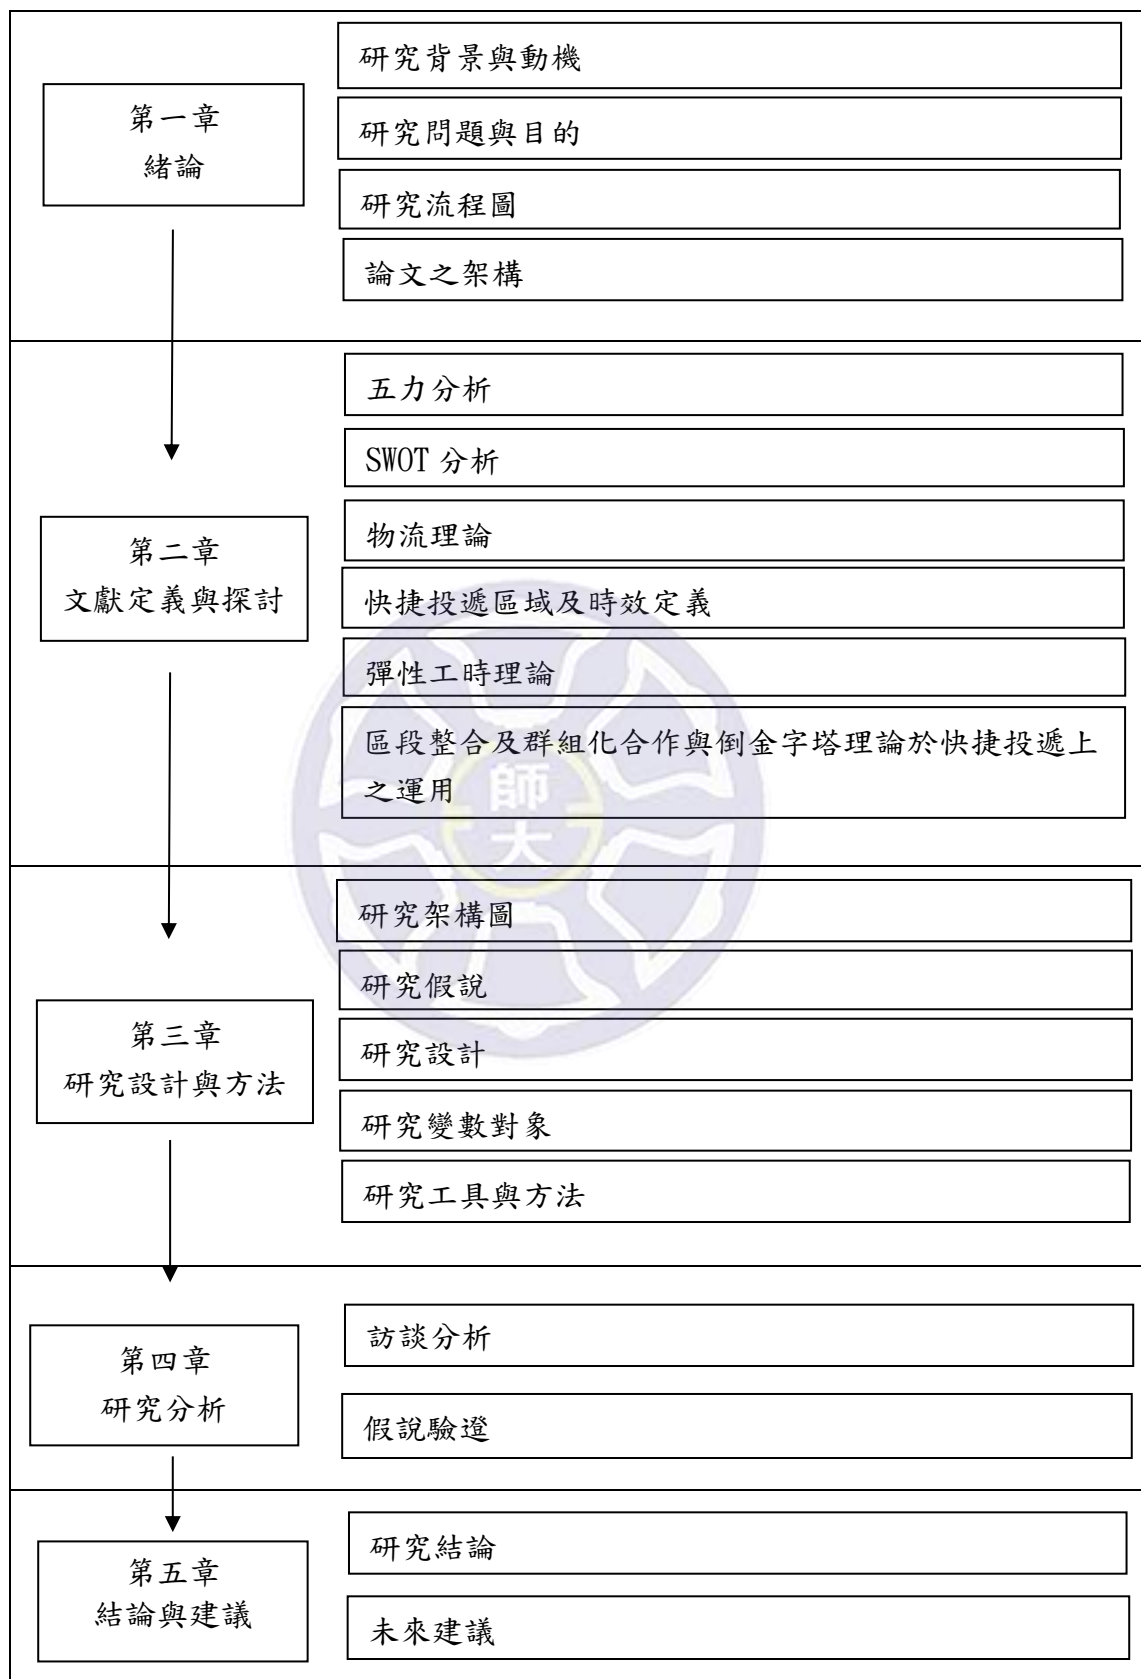 第一章
緒論
研究背景與動機
研究問題與目的
研究流程圖
論文之架構
第二章
文獻定義與探討
五力分析
SWOT 分析
物流理論
快捷投遞區域及時效定義
彈性工時理論
區段整合及群組化合作與倒金字塔理論於快捷投遞上
之運用
師
大
第三章
研究設計與方法
研究架構圖
研究假說
研究設計
研究變數對象
研究工具與方法
第四章
研究分析
訪談分析
假說驗證
第五章
結論與建議
研究結論
未來建議